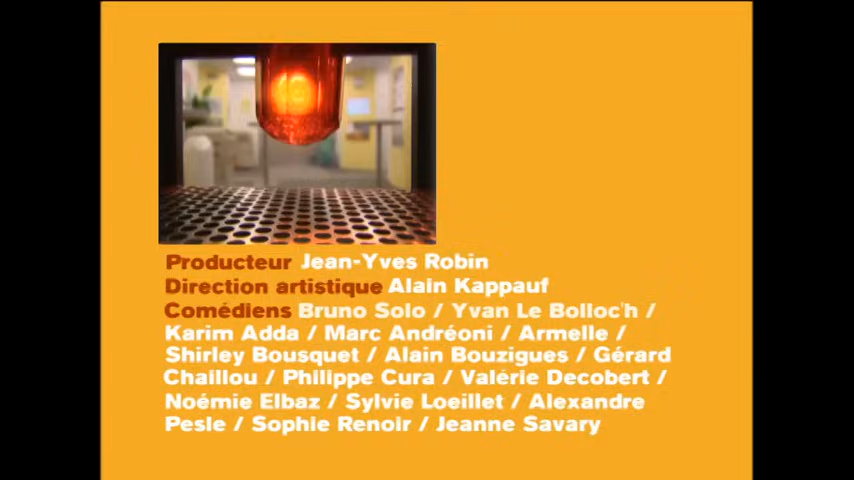 Producteur Jean-Yves Robin
Direction artistique Alain Kappauf
Comédiens Bruno Solo / Yvan Le Bolloc'h /
Karim Adda / Marc Andréoni / Armelle /
Shirley Bousquet / Alain Bouzigues / Gérard
Chaillou / Philippe Cura / Valérie Decobert /
Noémie Elbaz / Sylvie Loeillet / Alexandre
Pesle / Sophie Renoir / Jeanne Savary